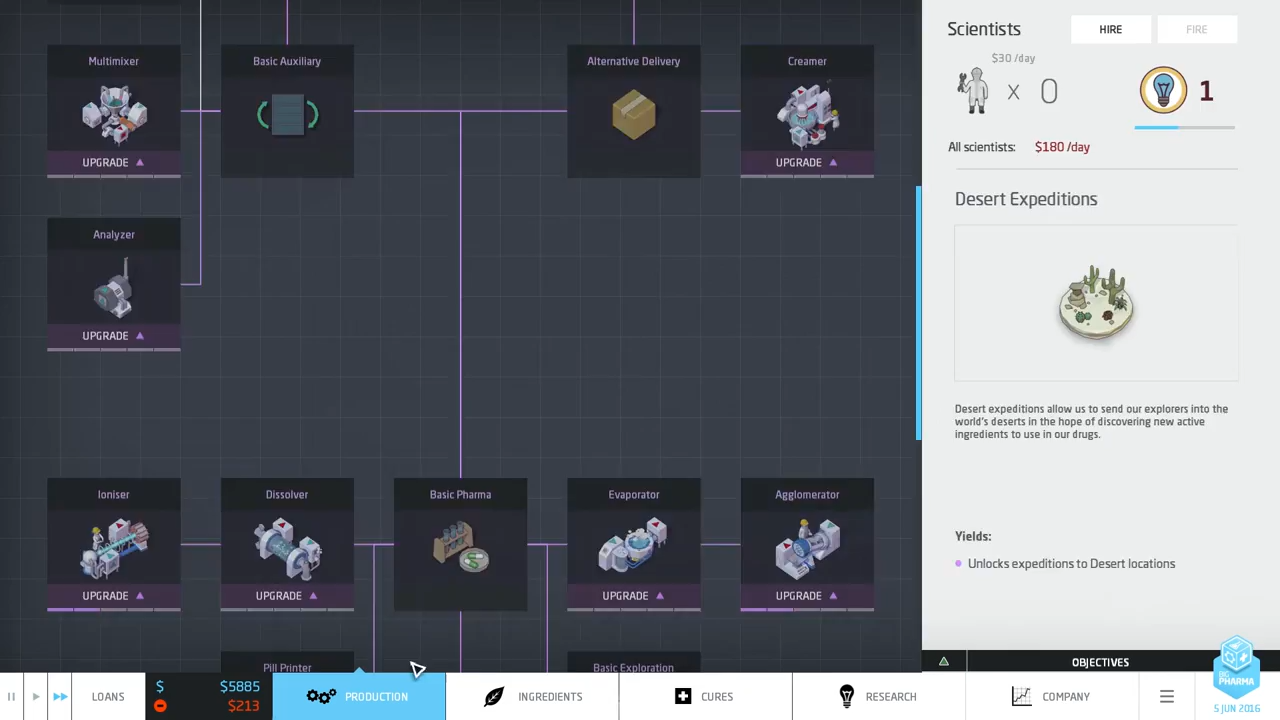 Multimixer
Basic Auxiliary
Alternative Delivery
Creamer
UPGRADE
UPGRADE
Analyzer
UPGRADE
Ioniser
Dissolver
Basic Pharma
Evaporator
Agglomerator
UPGRADE
UPGRADE
UPGRADE
UPGRADE
Pill Printer
Basic Exploration
Scientists
HIRE
FIRE
$30 /day
X 0
1
All scientists: $180 /day
Desert Expeditions
Desert expeditions allow us to send our explorers into the
world's deserts in the hope of discovering new active
ingredients to use in our drugs.
Yields:
Unlocks expeditions to Desert locations
OBJECTIVES
LOANS
$ $5885
$213
PRODUCTION
INGREDIENTS
CURES
RESEARCH
COMPANY
BIG PHARMA
5 JUN 2016